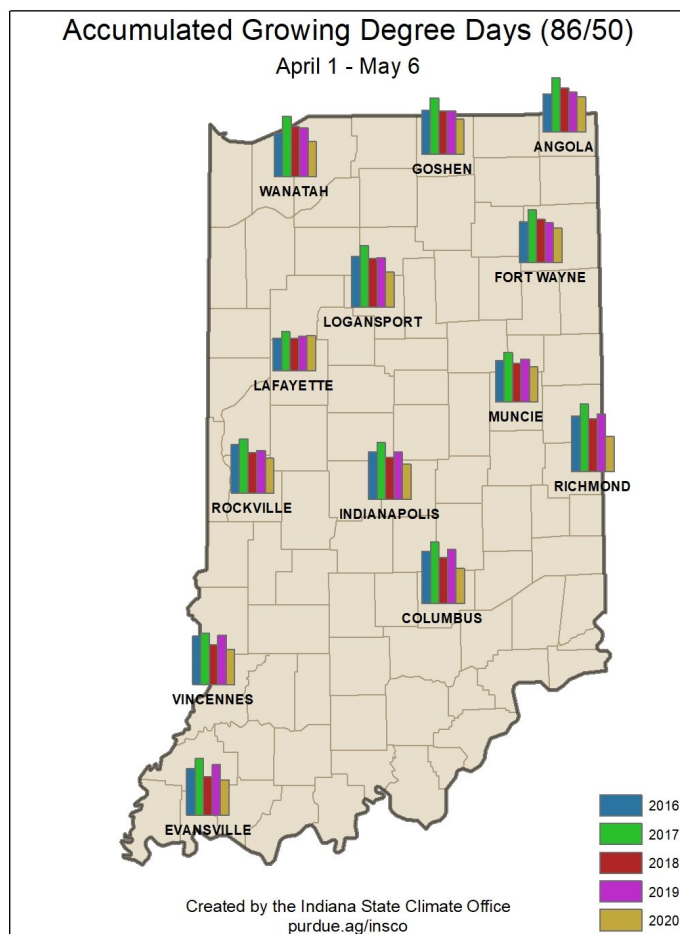 Accumulated Growing Degree Days (86/50)
April 1 - May 6
ANGOLA
GOSHEN
WANATAH
FORT WAYNE
LOGANSPORT
LAFAYETTE
MUNCIE
RICHMOND
ROCKVILLE
INDIANAPOLIS
COLUMBUS
VINCENNES
EVANSVILLE
2016
2017
2018
2019
2020
Created by the Indiana State Climate Office
purdue.ag/insco